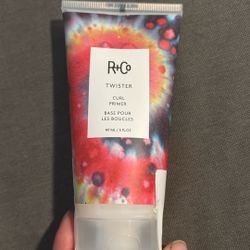 R+Co
TWISTER
CURL
PRIMER
BASE POUR
LES BOUCLES